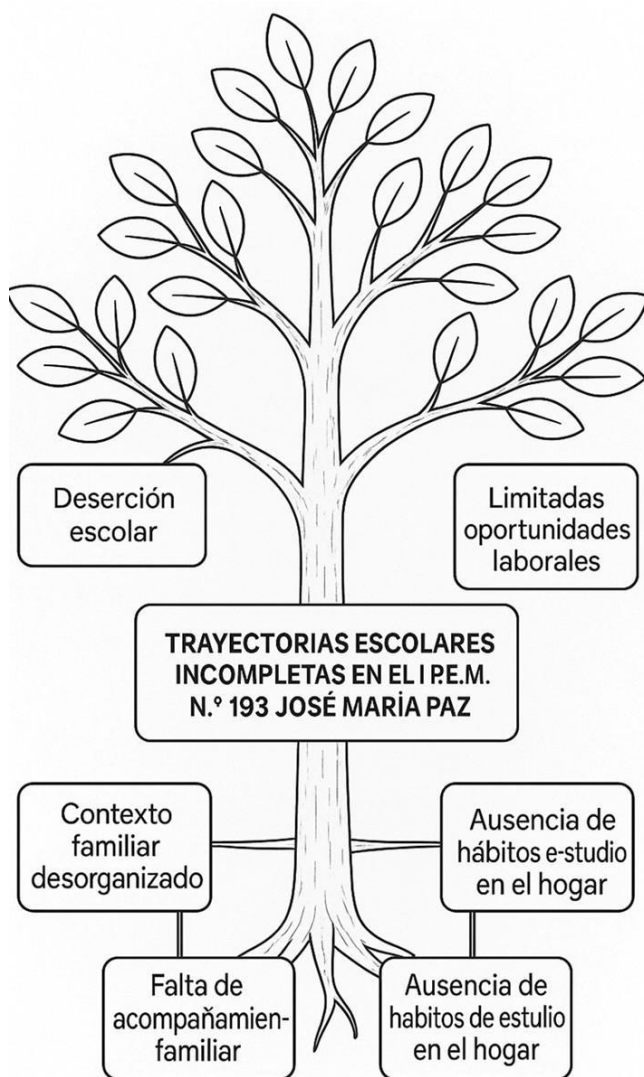 Deserción
escolar
Limitadas
oportunidades
laborales
TRAYECTORIAS ESCOLARES
INCOMPLETAS EN EL I P.E.M.
N.º 193 JOSÉ MARÍA PAZ
Contexto
familiar
desorganizado
Ausencia de
hábitos e-studio
en el hogar
Falta de
acompañamien-
familiar
Ausencia de
habitos de estulio
en el hogar